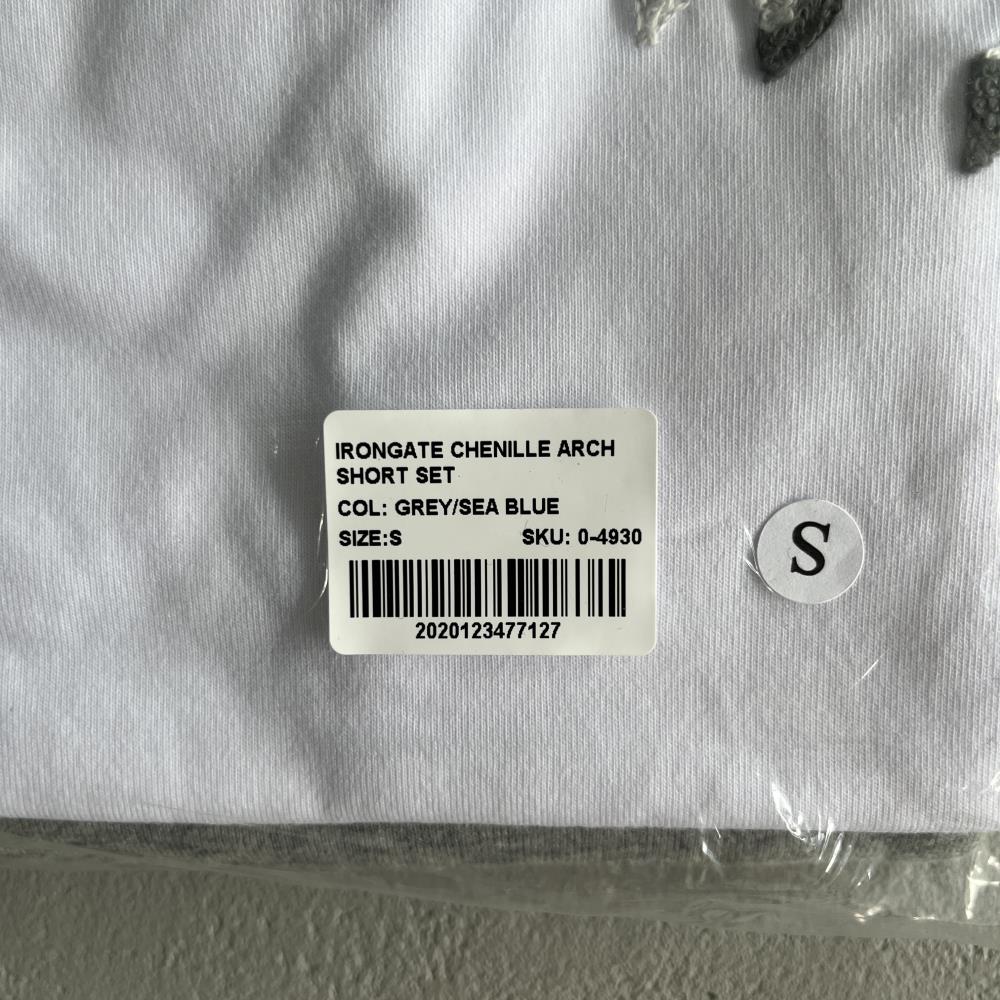 IRONGATE CHENILLE ARCH
SHORT SET
COL: GREY/SEA BLUE
SIZE:S SKU: 0-4930
2020123477127
S